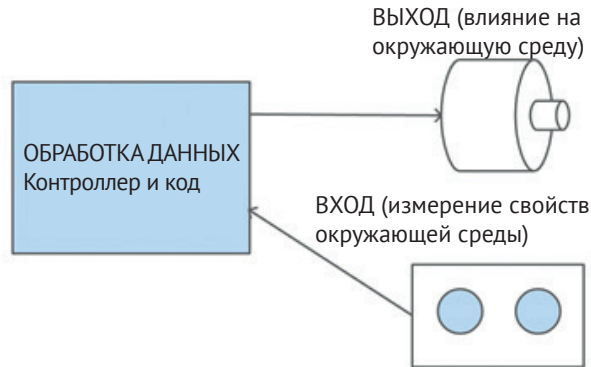 ВЫХОД (влияние на
окружающую среду)
ОБРАБОТКА ДАННЫХ
Контроллер и код
ВХОД (измерение свойств
окружающей среды)